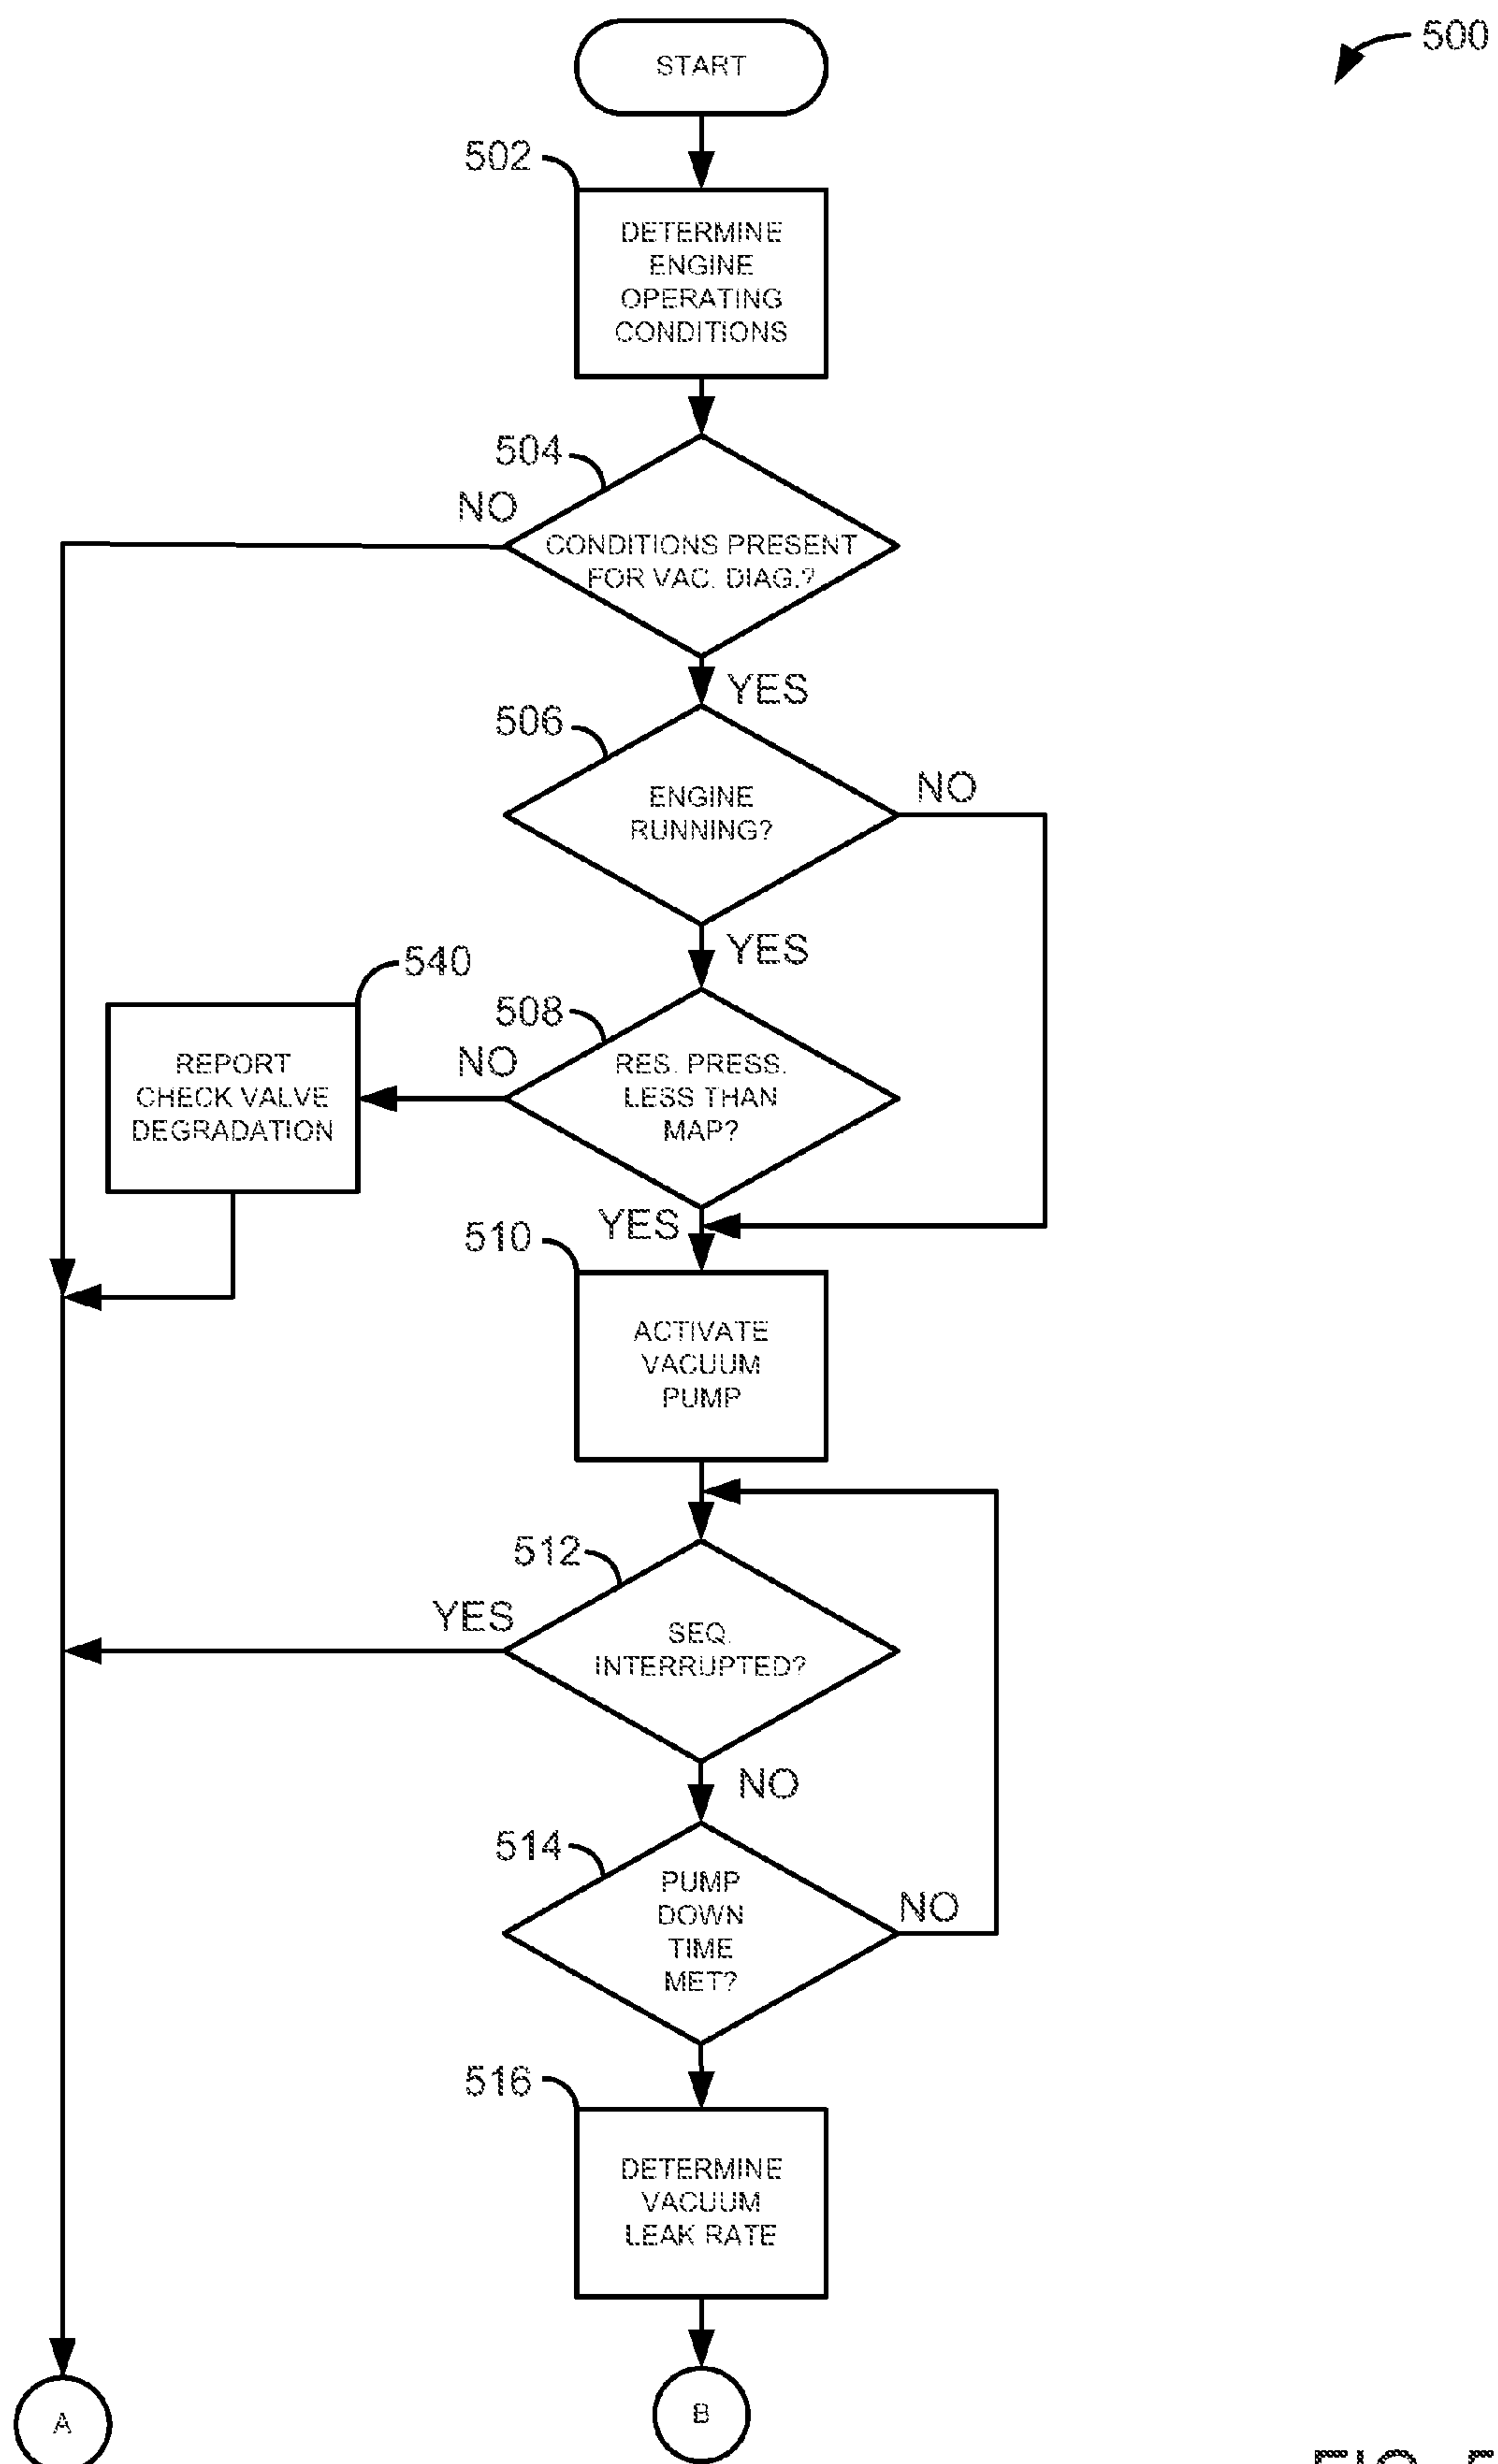 500
START
502
DETERMINE
ENGINE
OPERATING
CONDITIONS
504
NO
CONDITIONS PRESENT
FOR VAC. DIAG.?
YES
506
NO
ENGINE
RUNNING?
YES
540
508
NO
REPORT
CHECK VALVE
DEGRADATION
RES. PRESS.
LESS THAN
MAP?
YES
510
ACTIVATE
VACUUM
PUMP
512
YES
SEQ.
INTERRUPTED?
NO
514
PUMP
DOWN
TIME
MET?
NO
516
DETERMINE
VACUUM
LEAK RATE
A
B
FIG. 5